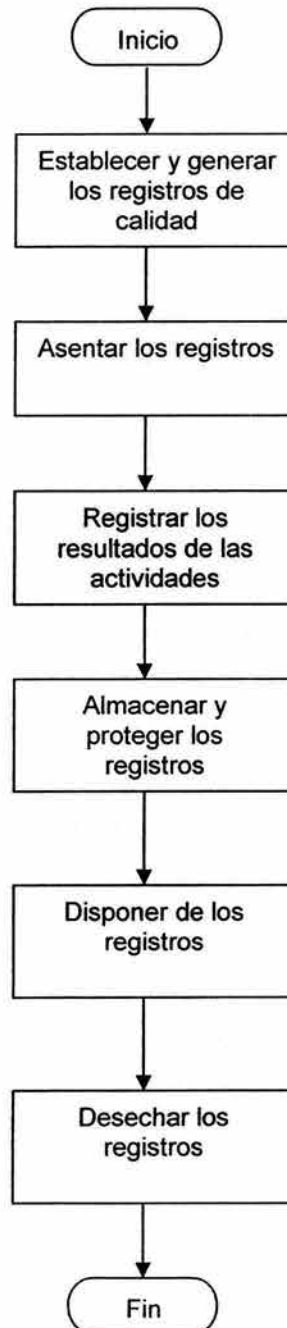 Inicio
Establecer y generar
los registros de
calidad
Asentar los registros
Registrar los
resultados de las
actividades
Almacenar y
proteger los
registros
Disponer de los
registros
Desechar los
registros
Fin